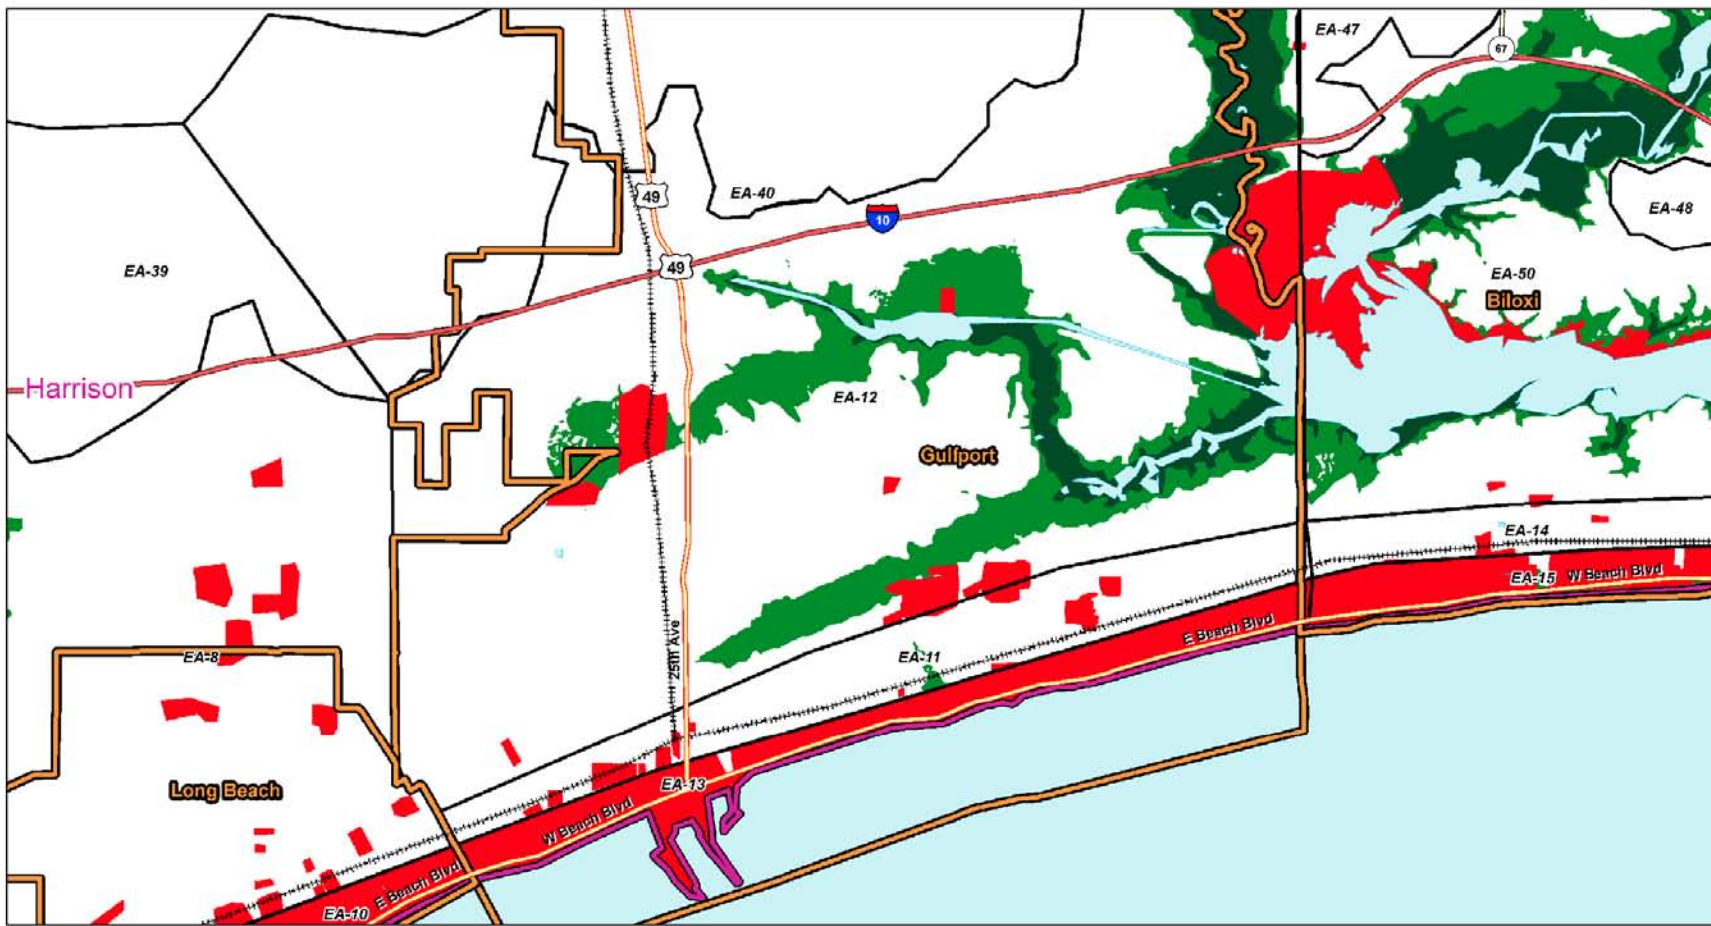 EA-47
67
49
EA-40
EA-48
10
49
EA-39
EA-50
Biloxi
Harrison
EA-12
Gulfport
EA-14
EA-15
W Beach Blvd
E Beach Blvd
25th Ave
EA-8
EA-11
Long Beach
EA-13
W Beach Blvd
E Beach Blvd
EA-10